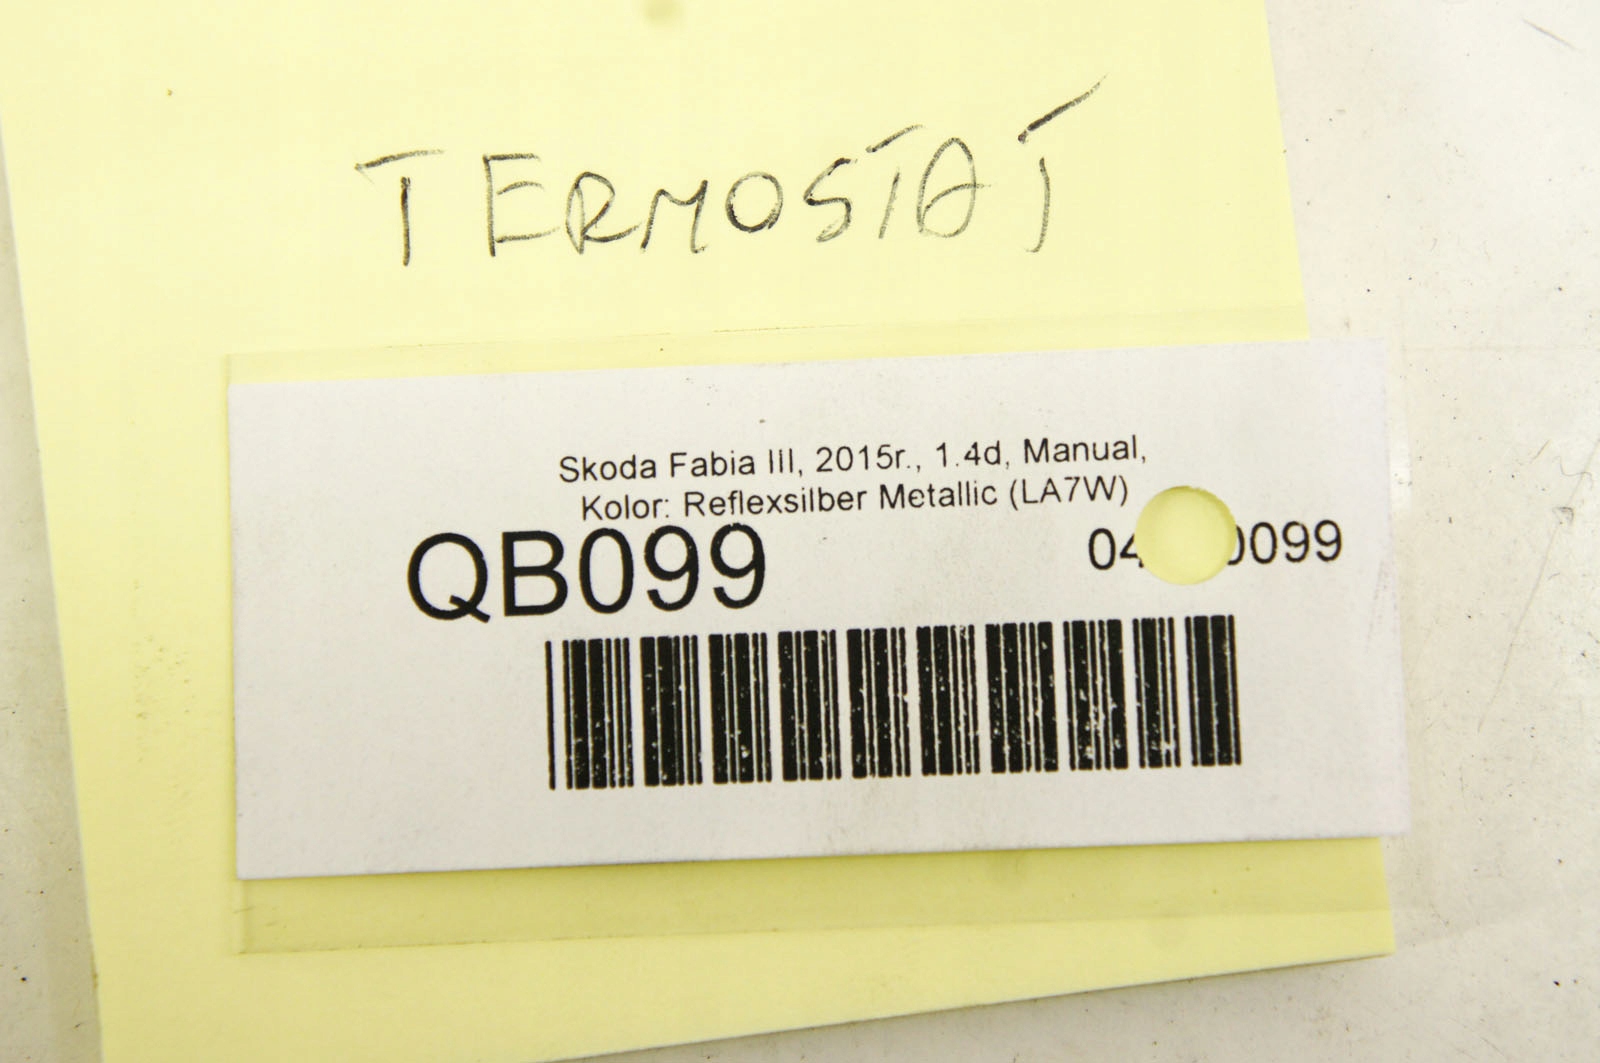 TERMOSTAT
Skoda Fabia III, 2015r., 1.4d, Manual,
Kolor: Reflexsilber Metallic (LA7W)
QB099